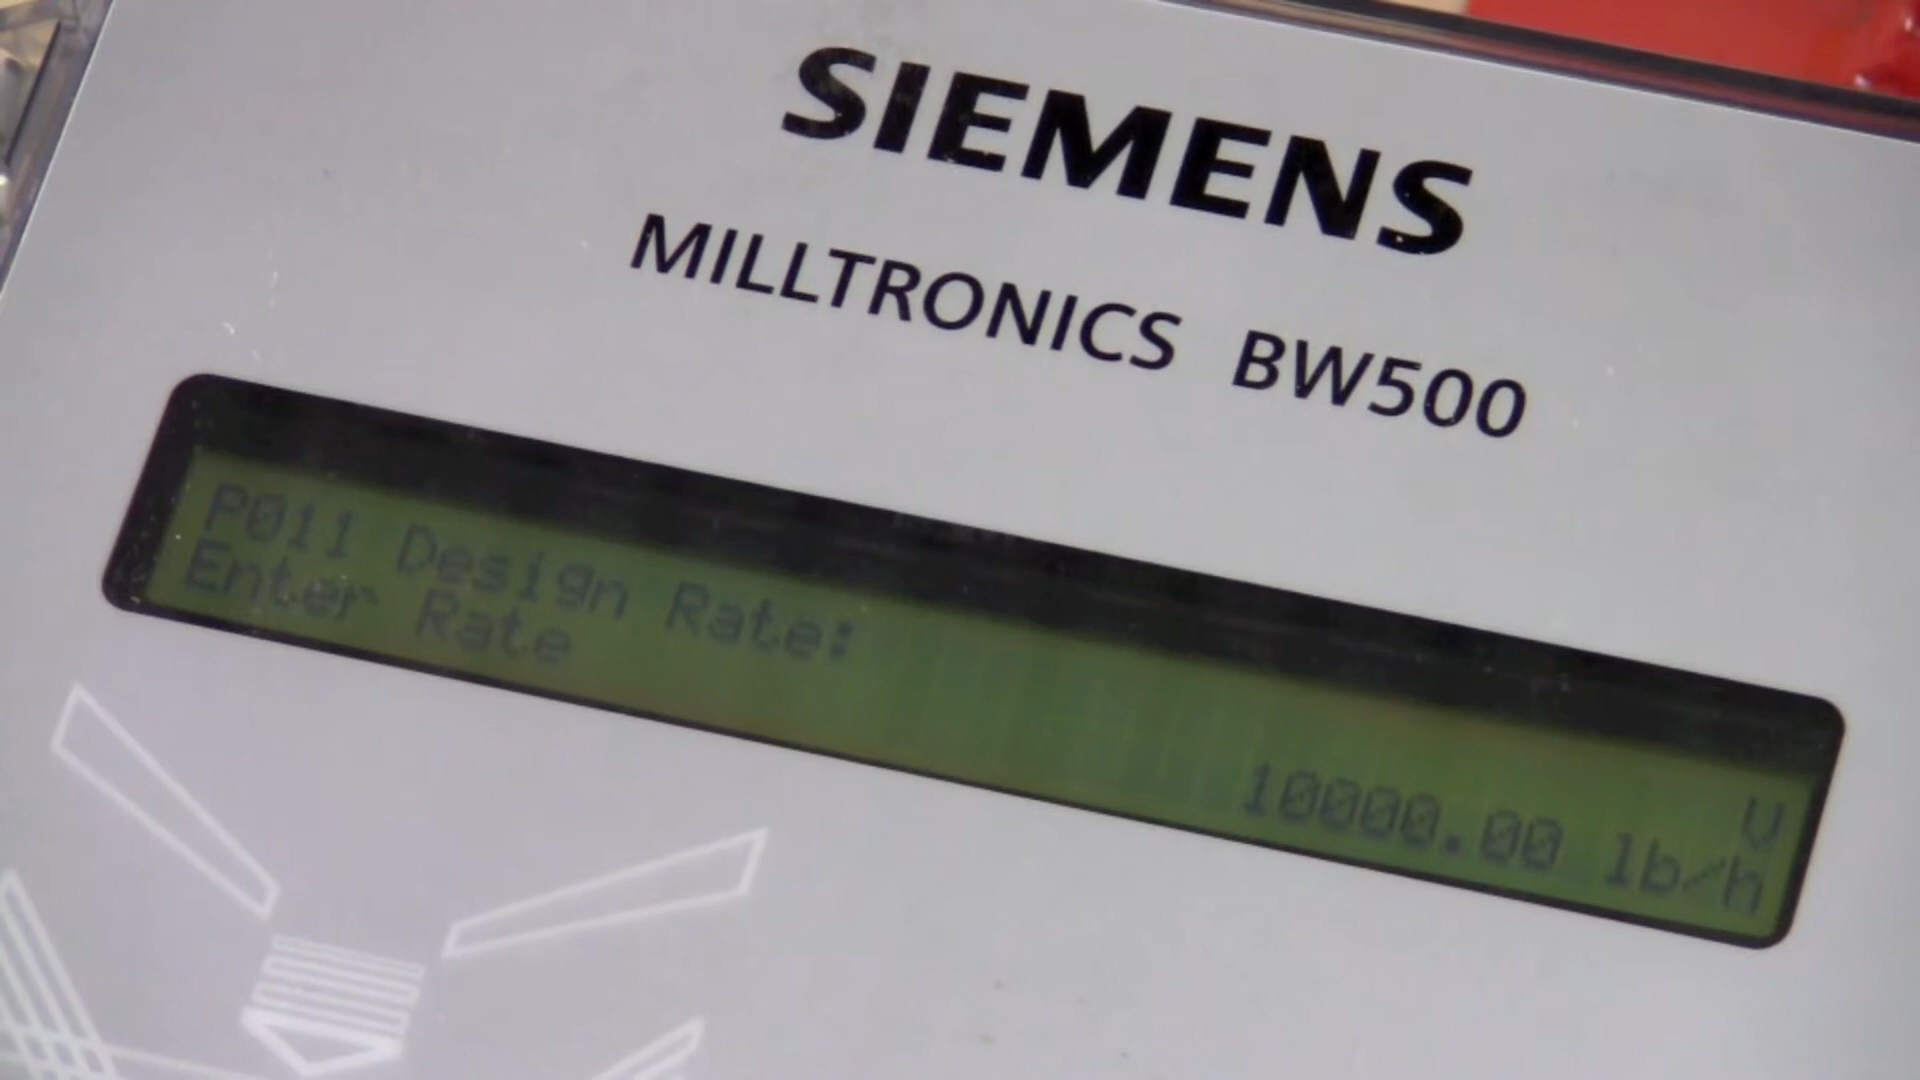 SIEMENS
MILLTRONICS BW500
P011 Design Rate: V
Enter Rate 10000.00 lb/h